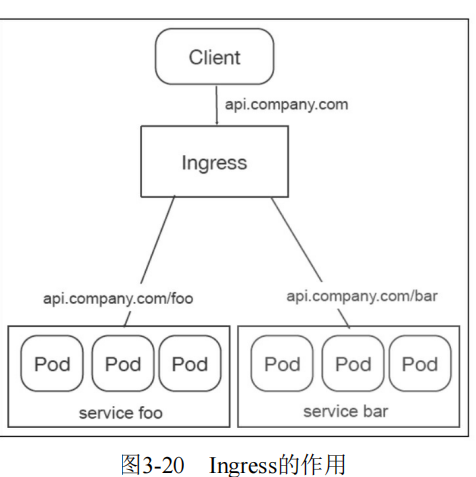 Client
api.company.com
Ingress
api.company.com/foo
api.company.com/bar
Pod Pod Pod
service foo
Pod Pod Pod
service bar
图3-20 Ingress的作用